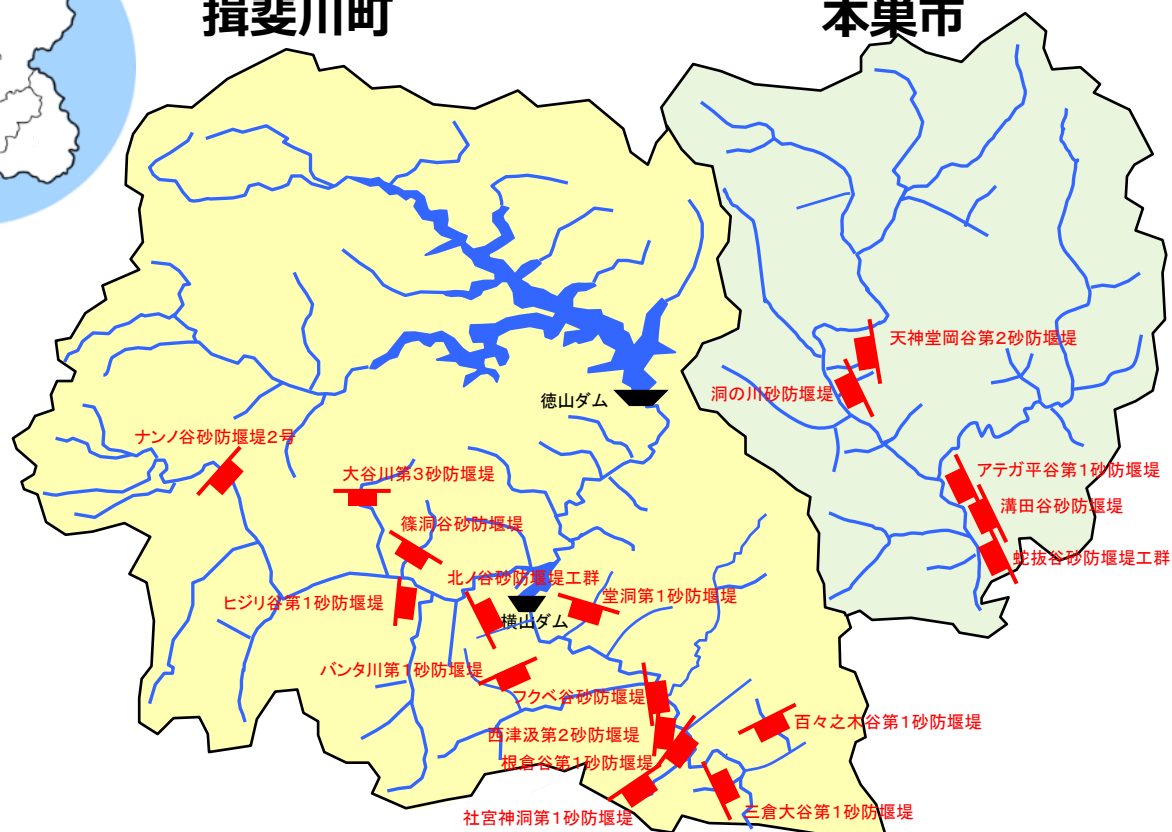 揖斐川町
本巣市
天神堂岡谷第2砂防堰堤
洞の川砂防堰堤
徳山ダム
ナンノ谷砂防堰堤2号
大谷川第3砂防堰堤
アテガ平谷第1砂防堰堤
溝田谷砂防堰堤
篠洞谷砂防堰堤
蛇抜谷砂防堰堤工群
北ノ谷砂防堰堤工群
ヒジリ谷第1砂防堰堤
堂洞第1砂防堰堤
横山ダム
バンタ川第1砂防堰堤
フクベ谷砂防堰堤
百々之木谷第1砂防堰堤
西津汲第2砂防堰堤
根倉谷第1砂防堰堤
三倉大谷第1砂防堰堤
社宮神洞第1砂防堰堤